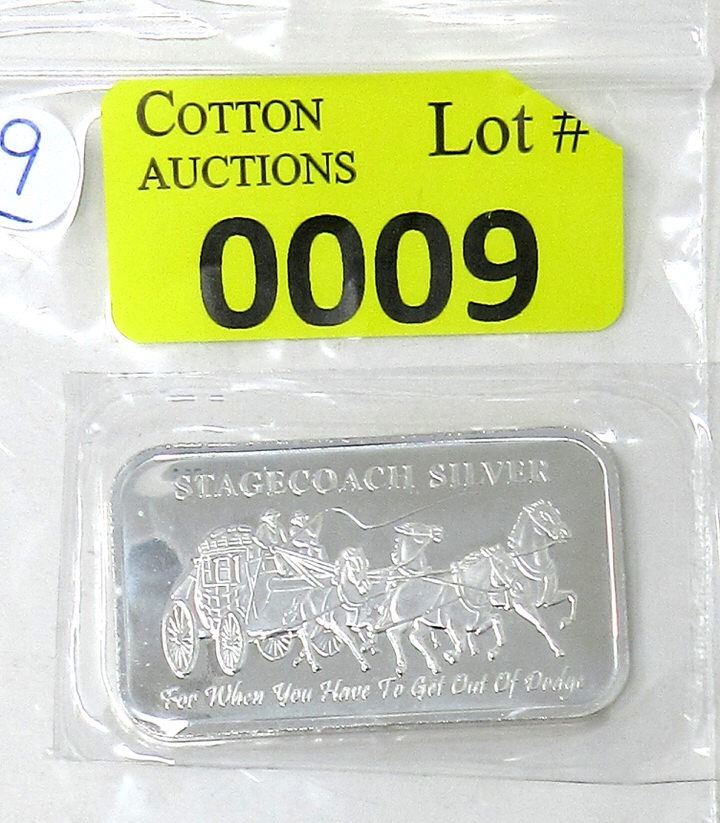 9
COTTON
AUCTIONS
Lot #
0009
STAGECOACH SILVER
For When You Have To Get Out Of Dodge